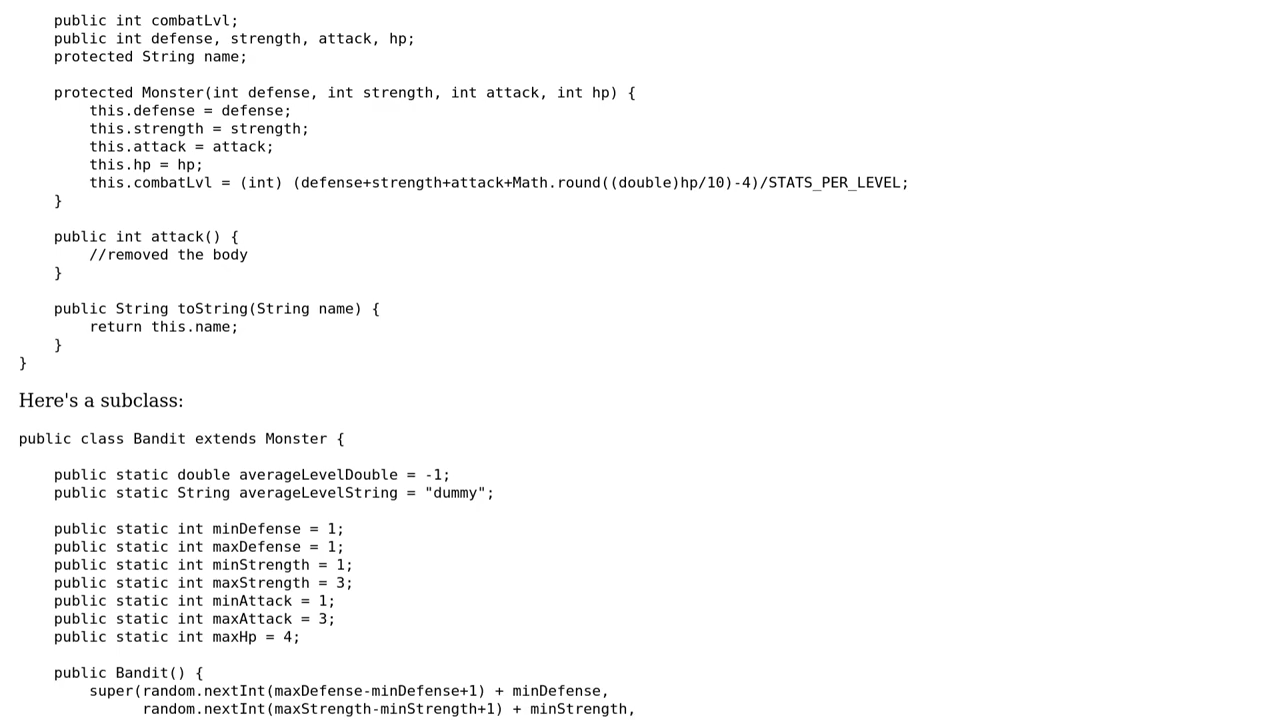 public int combatLvl;
public int defense, strength, attack, hp;
protected String name;
protected Monster(int defense, int strength, int attack, int hp) {
this.defense = defense;
this.strength = strength;
this.attack = attack;
this.hp = hp;
this.combatLvl = (int) (defense+strength+attack+Math.round((double)hp/10)-4)/STATS_PER_LEVEL;
}
public int attack() {
//removed the body
}
public String toString(String name) {
return this.name;
}
}
Here's a subclass:
public class Bandit extends Monster {
public static double averageLevelDouble = -1;
public static String averageLevelString = "dummy";
public static int minDefense = 1;
public static int maxDefense = 1;
public static int minStrength = 1;
public static int maxStrength = 3;
public static int minAttack = 1;
public static int maxAttack = 3;
public static int maxHp = 4;
public Bandit() {
super(random.nextInt(maxDefense-minDefense+1) + minDefense,
random.nextInt(maxStrength-minStrength+1) + minStrength,